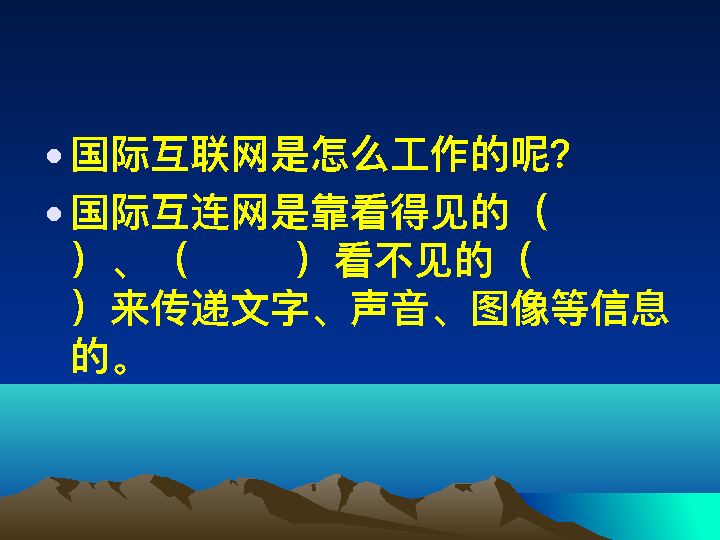 •国际互联网是怎么工作的呢?
•国际互连网是靠看得见的（
）、（　　）看不见的（
）来传递文字、声音、图像等信息
的。